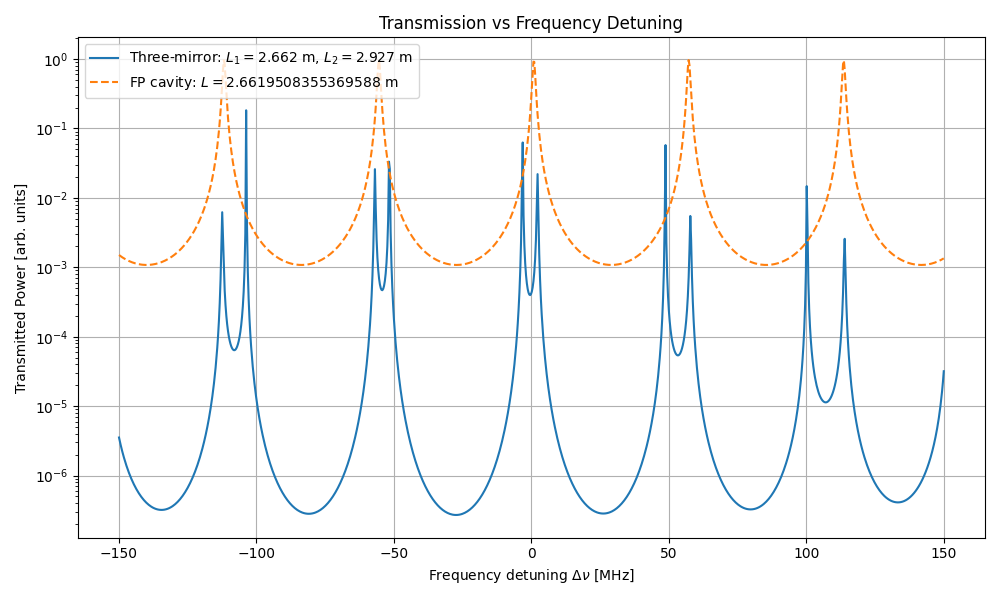 Transmission vs Frequency Detuning
Three-mirror: $L_1 = 2.662$ m, $L_2 = 2.927$ m
FP cavity: $L = 2.6619508355369588$ m
Transmitted Power [arb. units]
$10^0$
$10^{-1}$
$10^{-2}$
$10^{-3}$
$10^{-4}$
$10^{-5}$
$10^{-6}$
−150 −100 −50 0 50 100 150
Frequency detuning $\Delta\nu$ [MHz]